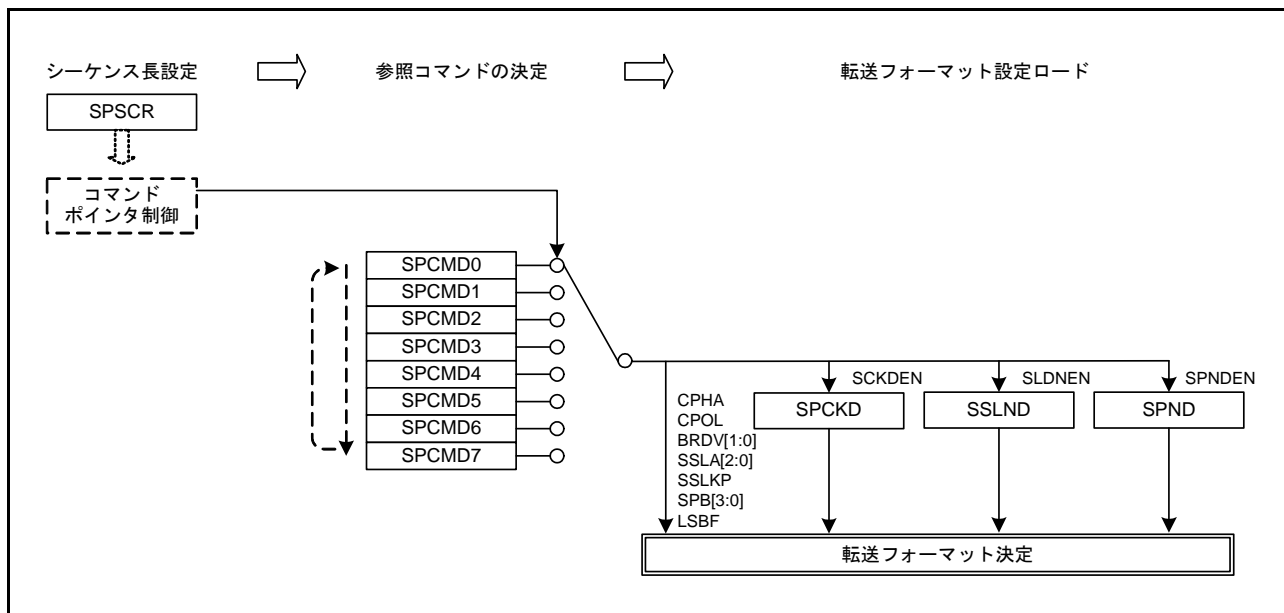 シーケンス長設定
参照コマンドの決定
転送フォーマット設定ロード
SPSCR
コマンド
ポインタ制御
SPCMD0
SPCMD1
SPCMD2
SPCMD3
SPCMD4
SPCMD5
SPCMD6
SPCMD7
CPHA
CPOL
BRDV[1:0]
SSLA[2:0]
SSLKP
SPB[3:0]
LSBF
SCKDEN
SPCKD
SLDNEN
SSLND
SPNDEN
SPND
転送フォーマット決定